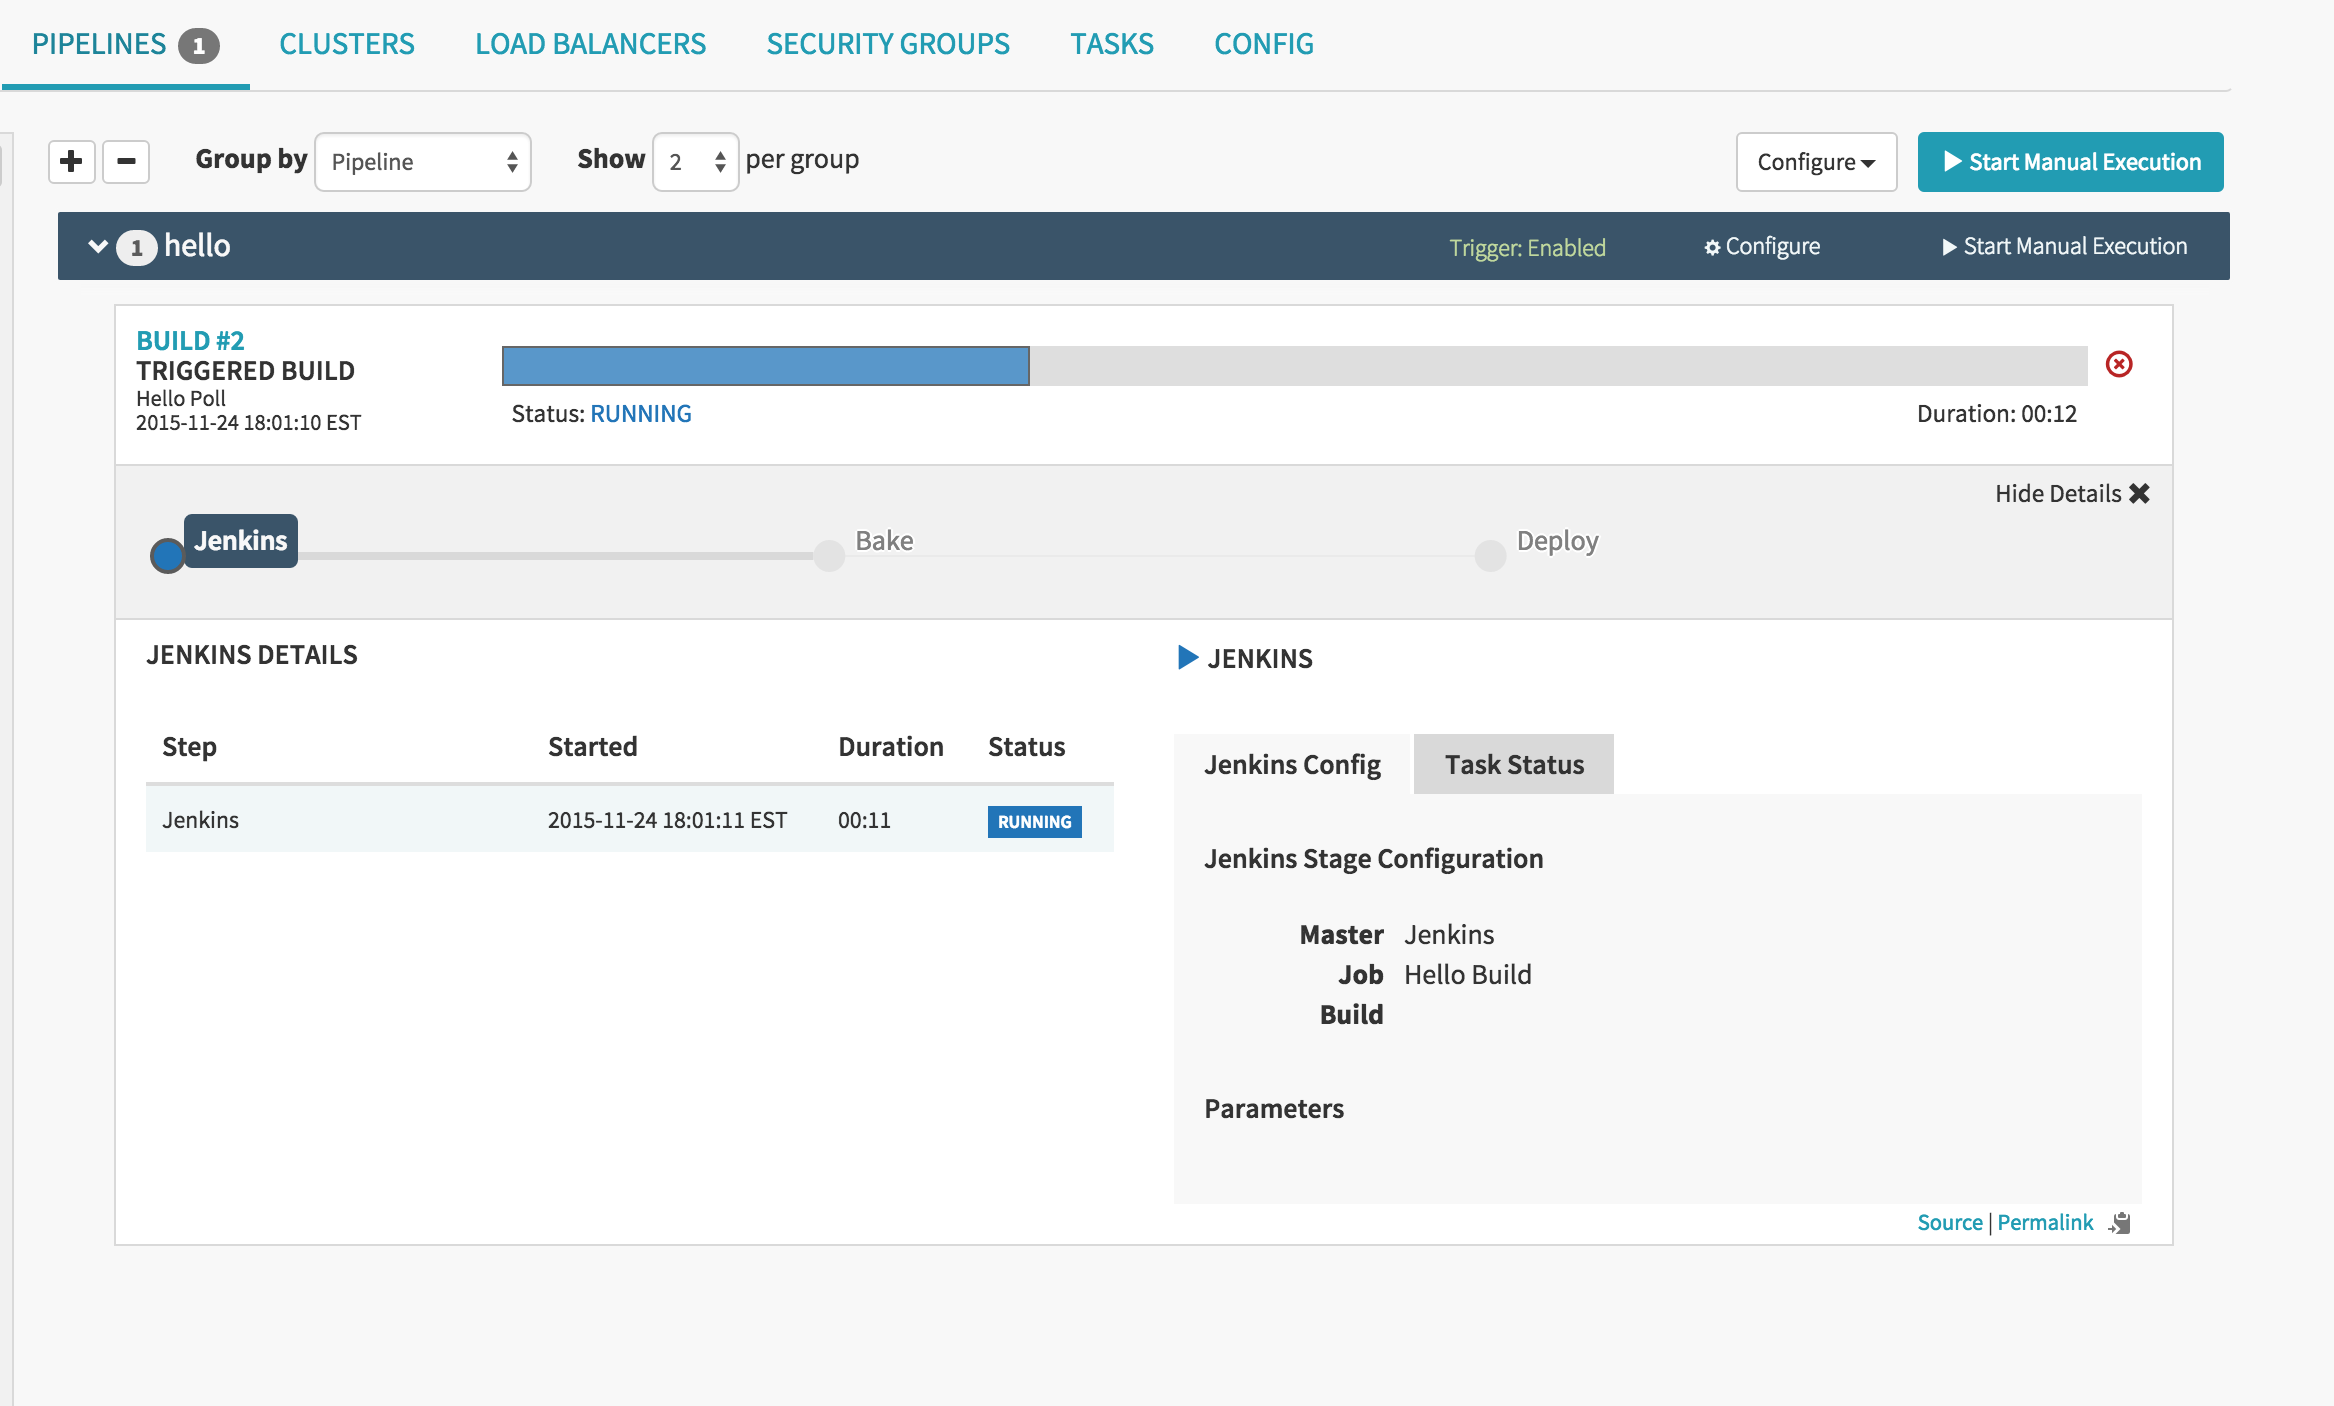 PIPELINES 1 CLUSTERS LOAD BALANCERS SECURITY GROUPS TASKS CONFIG
Group by Pipeline Show 2 per group Configure Start Manual Execution
1 hello Trigger: Enabled Configure Start Manual Execution
BUILD #2
TRIGGERED BUILD
Hello Poll
2015-11-24 18:01:10 EST
Status: RUNNING Duration: 00:12
Hide Details
Jenkins Bake Deploy
JENKINS DETAILS
Step Started Duration Status
Jenkins 2015-11-24 18:01:11 EST 00:11 RUNNING
JENKINS
Jenkins Config Task Status
Jenkins Stage Configuration
Master Jenkins
Job Hello Build
Build
Parameters
Source | Permalink